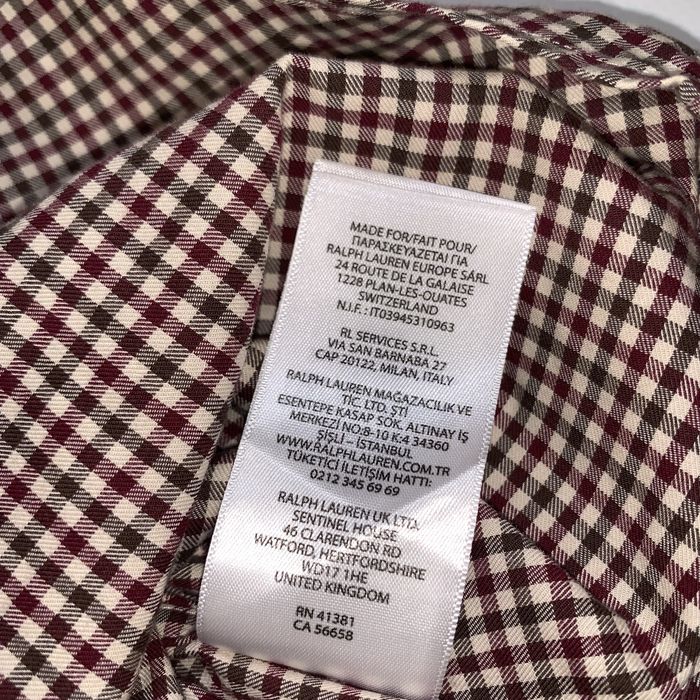 MADE FOR/FAIT POUR/
ΠΑΡΑΣΚΕΥΑΖΕΤΑΙ ΓΙΑ
RALPH LAUREN EUROPE SÁRL
24 ROUTE DE LA GALAISE
1228 PLAN-LES-OUATES
SWITZERLAND
N.I.F. :IT03945310963
RL SERVICES S.R.L.
VIA SAN BARNABA 27
CAP 20122, MILAN, ITALY
RALPH LAUREN MAĞAZACILIK VE
TİC. LTD. ŞTİ
ESENTEPE KASAP SOK. ALTINAY İŞ
MERKEZİ NO:8-10 K:4 34360
ŞİŞLİ – İSTANBUL
WWW.RALPHLAUREN.COM.TR
TÜKETİCİ İLETİŞİM HATTI:
0212 345 69 69
RALPH LAUREN UK LTD.
SENTINEL HOUSE
46 CLARENDON RD
WATFORD, HERTFORDSHIRE
WD17 1HE
UNITED KINGDOM
RN 41381
CA 56658